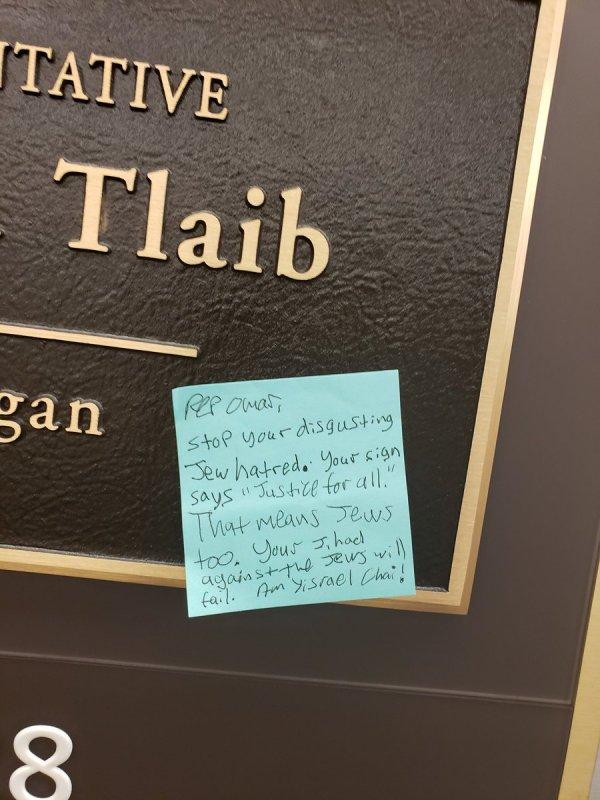 NTATIVE
Tlaib
gan
Rep Omar,
stop your disgusting
Jew hatred. Your sign
says "Justice for all."
That means Jews
too. Your Jihad
against the Jews will
fail. Am Yisrael Chai!
8